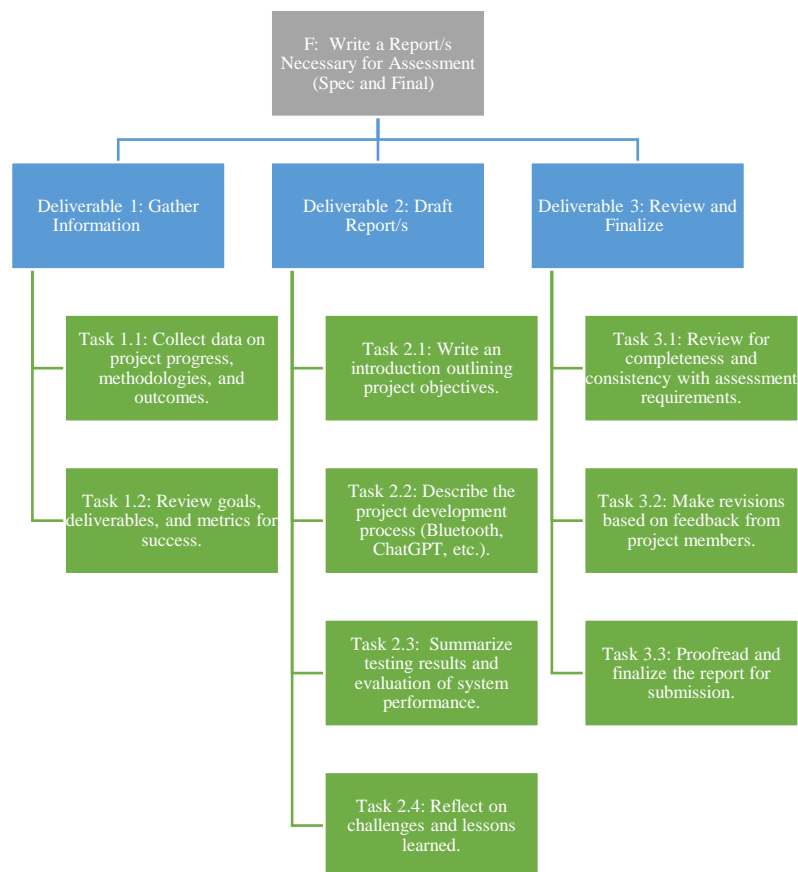 F:  Write a Report/s
Necessary for Assessment
(Spec and Final)
Deliverable 1: Gather
Information
Task 1.1: Collect data on
project progress,
methodologies, and
outcomes.
Task 1.2: Review goals,
deliverables, and metrics for
success.
Deliverable 2: Draft
Report/s
Task 2.1: Write an
introduction outlining
project objectives.
Task 2.2: Describe the
project development
process (Bluetooth,
ChatGPT, etc.).
Task 2.3:  Summarize
testing results and
evaluation of system
performance.
Task 2.4: Reflect on
challenges and lessons
learned.
Deliverable 3: Review and
Finalize
Task 3.1: Review for
completeness and
consistency with assessment
requirements.
Task 3.2: Make revisions
based on feedback from
project members.
Task 3.3: Proofread and
finalize the report for
submission.